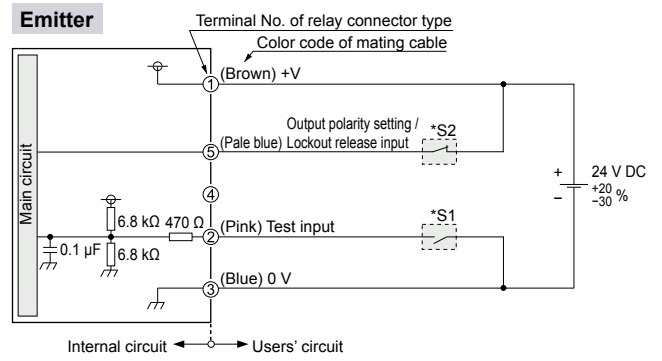 Emitter
Terminal No. of relay connector type
Color code of mating cable
1 (Brown) +V
Output polarity setting / *S2
5 (Pale blue) Lockout release input
Main circuit
4
+ 24 V DC
− +20
−30 %
6.8 kΩ 470 Ω
2 (Pink) Test input *S1
0.1 µF 6.8 kΩ
3 (Blue) 0 V
Internal circuit Users' circuit